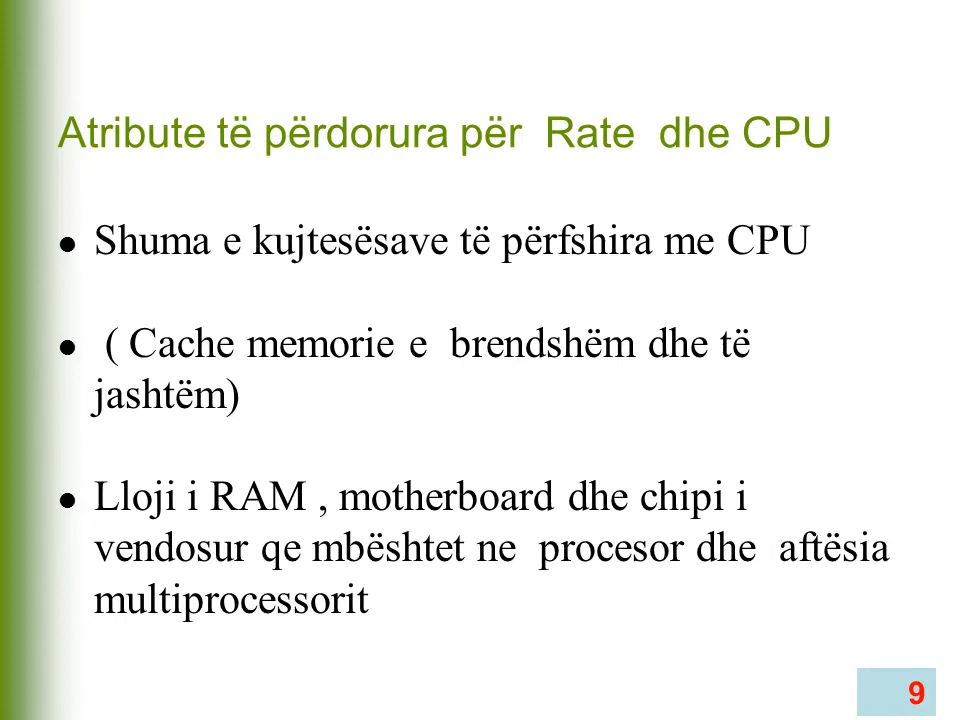 Atribute të përdorura për Rate dhe CPU
● Shuma e kujtesësave të përfshira me CPU
● ( Cache memorie e brendshëm dhe të
jashtëm)
● Lloji i RAM , motherboard dhe chipi i
vendosur qe mbështet ne procesor dhe aftësia
multiprocessorit
9